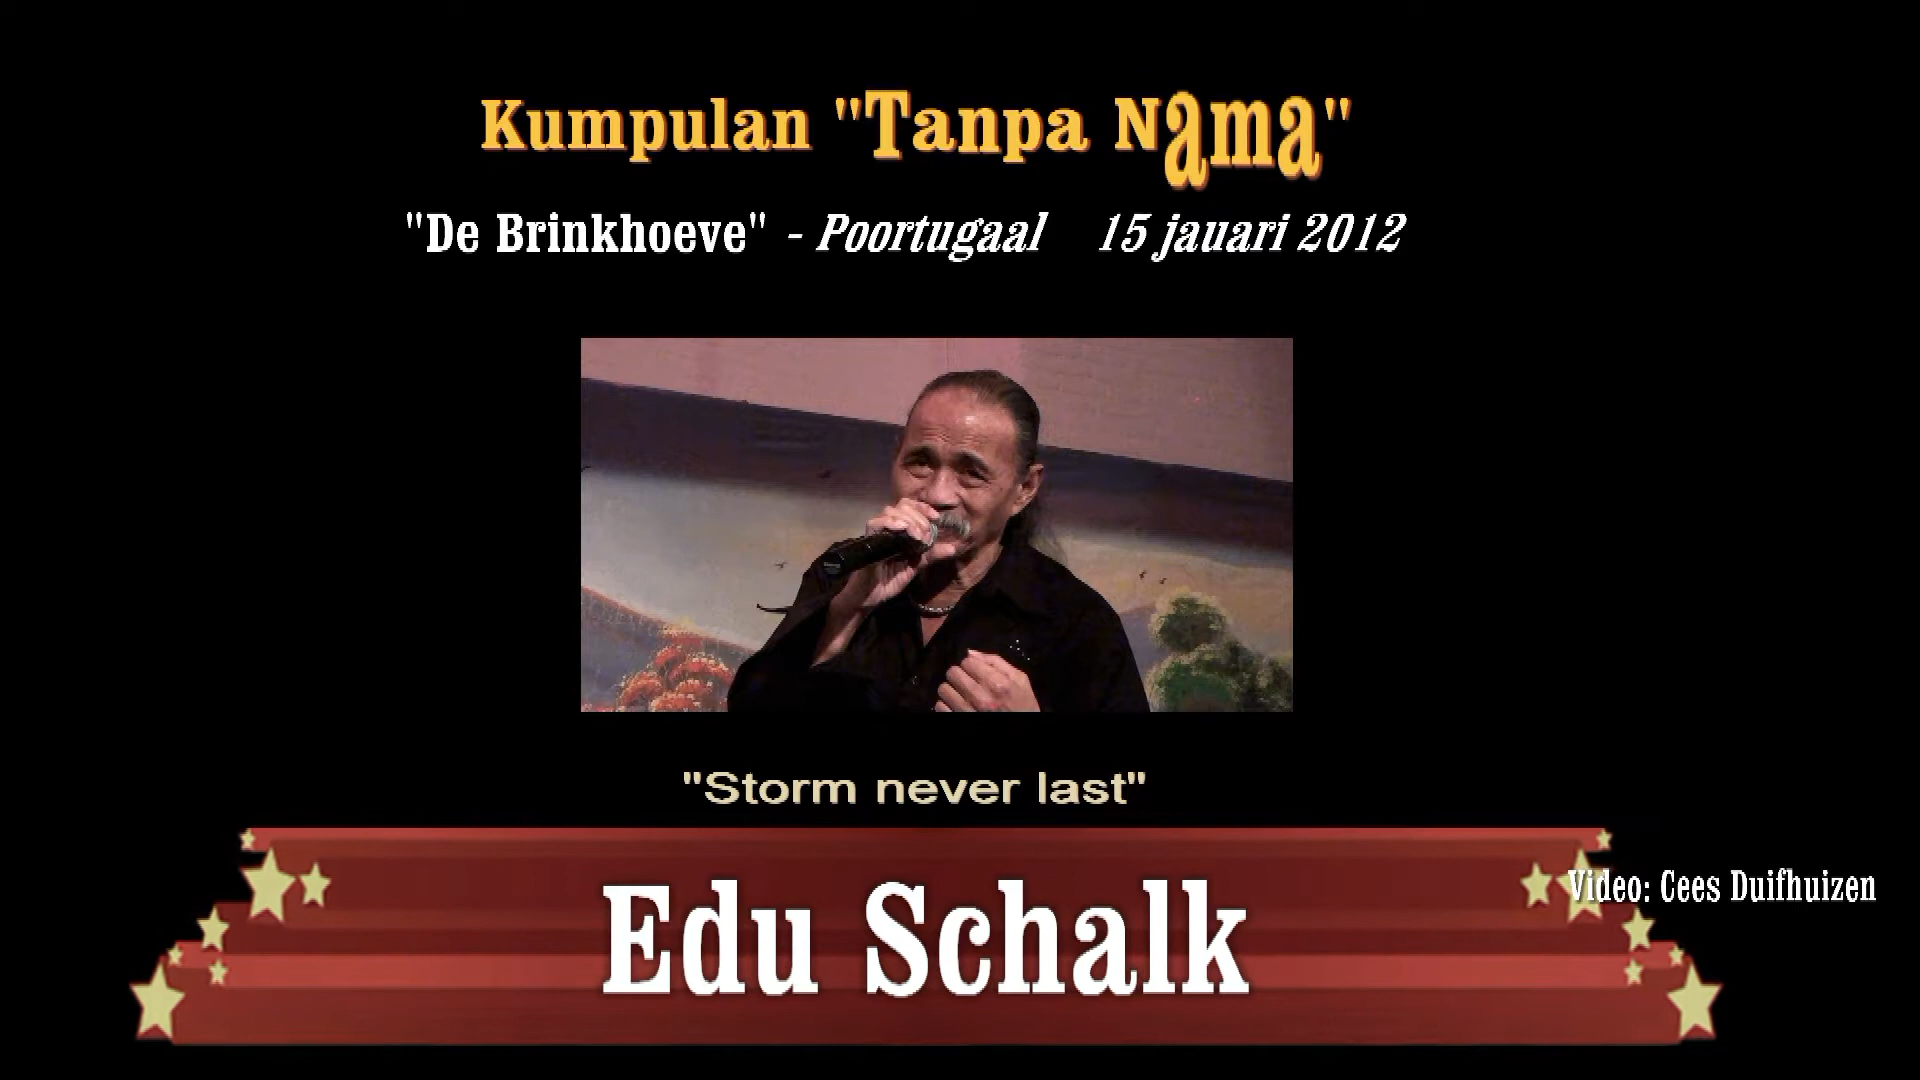 Kumpulan "Tanpa Nama"
"De Brinkhoeve" - Poortugaal 15 jauari 2012
"Storm never last"
Video: Cees Duifhuizen
Edu Schalk